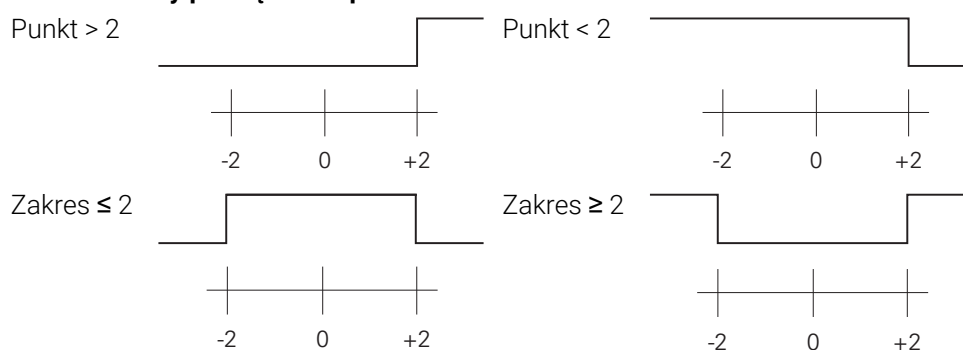 Punkt > 2
Punkt < 2
-2 0 +2
-2 0 +2
Zakres ≤ 2
Zakres ≥ 2
-2 0 +2
-2 0 +2